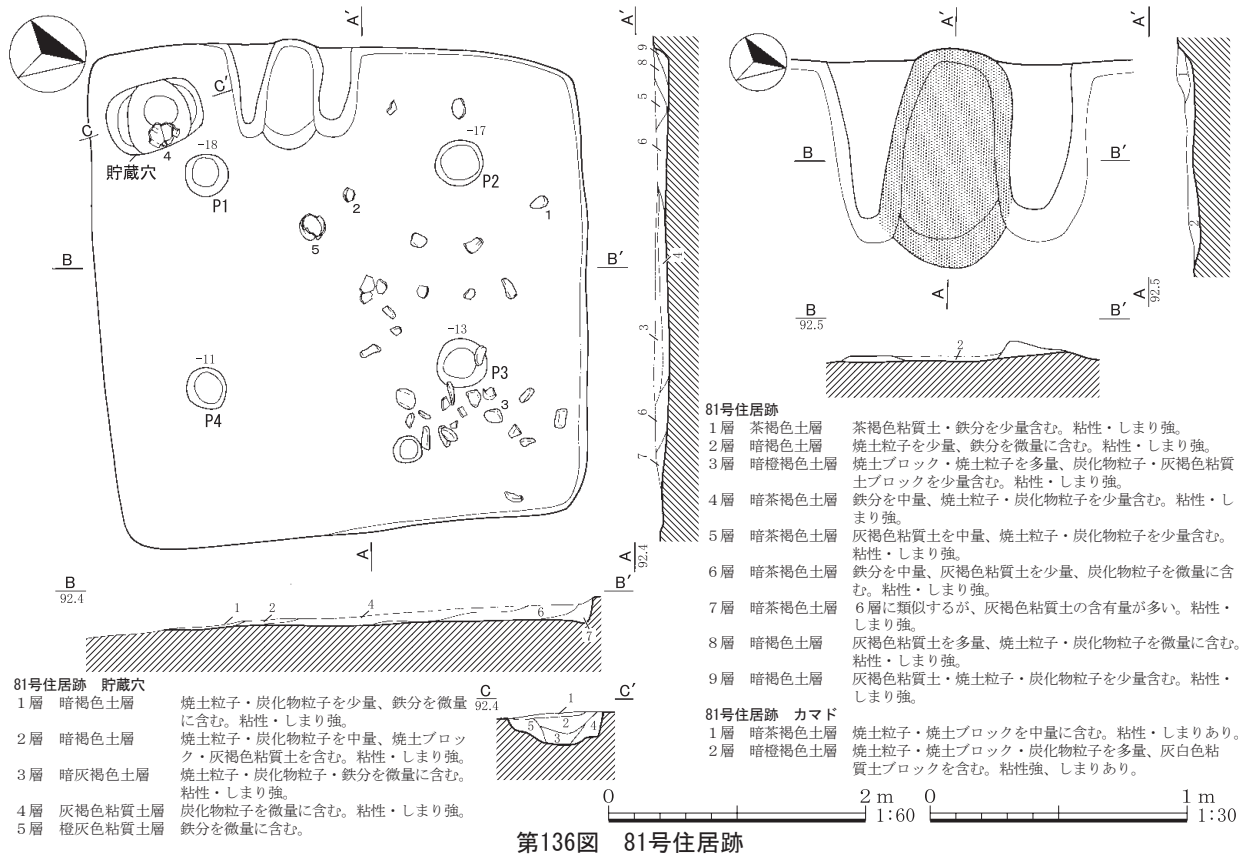 A′
A′
A′
C′
C
4
貯蔵穴
-18
P1
-17
P2
2
1
5
B
B′
-13
P3
3
-11
P4
A
A
92.4
9
8
5
6
4
3
6
7
B
92.4
B′
1
2
4
6
7
A′
A′
B
B′
1
2
A
A
92.5
B
92.5
B′
2
81号住居跡
1層 茶褐色土層 茶褐色粘質土・鉄分を少量含む。粘性・しまり強。
2層 暗褐色土層 焼土粒子を少量、鉄分を微量に含む。粘性・しまり強。
3層 暗橙褐色土層 焼土ブロック・焼土粒子を多量、炭化物粒子・灰褐色粘質
土ブロックを少量含む。粘性・しまり強。
4層 暗茶褐色土層 鉄分を中量、焼土粒子・炭化物粒子を少量含む。粘性・し
まり強。
5層 暗茶褐色土層 灰褐色粘質土を中量、焼土粒子・炭化物粒子を少量含む。
粘性・しまり強。
6層 暗茶褐色土層 鉄分を中量、灰褐色粘質土を少量、炭化物粒子を微量に含
む。粘性・しまり強。
7層 暗茶褐色土層 6層に類似するが、灰褐色粘質土の含有量が多い。粘性・
しまり強。
8層 暗褐色土層 灰褐色粘質土を多量、焼土粒子・炭化物粒子を微量に含む。
粘性・しまり強。
9層 暗褐色土層 灰褐色粘質土・焼土粒子・炭化物粒子を少量含む。粘性・
しまり強。
81号住居跡 カマド
1層 暗茶褐色土層 焼土粒子・焼土ブロックを中量に含む。粘性・しまりあり。
2層 暗橙褐色土層 焼土粒子・焼土ブロック・炭化物粒子を多量、灰白色粘
質土ブロックを含む。粘性強、しまりあり。
81号住居跡 貯蔵穴
1層 暗褐色土層 焼土粒子・炭化物粒子を少量、鉄分を微量
に含む。粘性・しまり強。
2層 暗褐色土層 焼土粒子・炭化物粒子を中量、焼土ブロッ
ク・灰褐色粘質土を含む。粘性・しまり強。
3層 暗灰褐色土層 焼土粒子・炭化物粒子・鉄分を微量に含む。
粘性・しまり強。
4層 灰褐色粘質土層 炭化物粒子を微量に含む。粘性・しまり強。
5層 橙灰色粘質土層 鉄分を微量に含む。
C
92.4
C′
1
5
2
4
3
0 2m
1:60
0 1m
1:30
第136図 81号住居跡